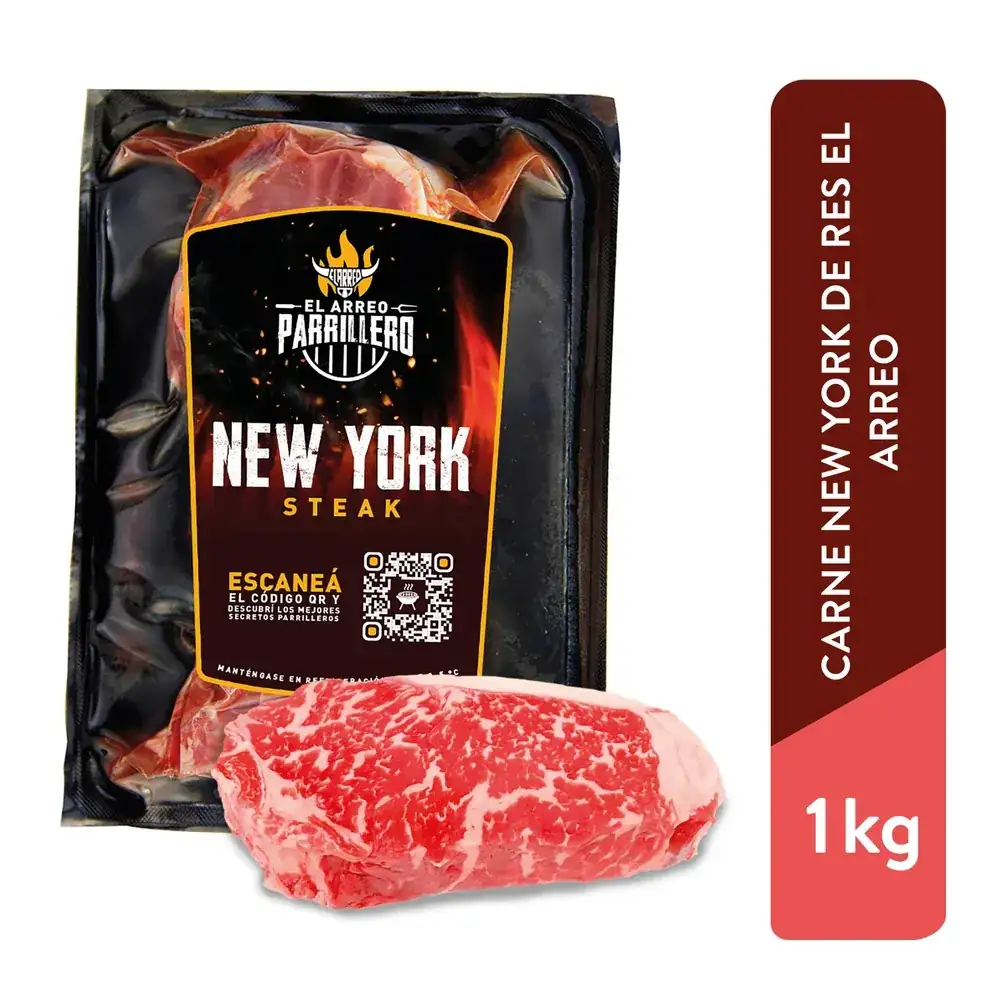 EL ARREO
EL ARREO
PARRILLERO
NEW YORK
STEAK
ESCANEÁ
EL CÓDIGO QR Y
DESCUBRÍ LOS MEJORES
SECRETOS PARRILLEROS
MANTÉNGASE EN REFRIGERACIÓN
°C
CARNE NEW YORK DE RES EL
ARREO
1kg